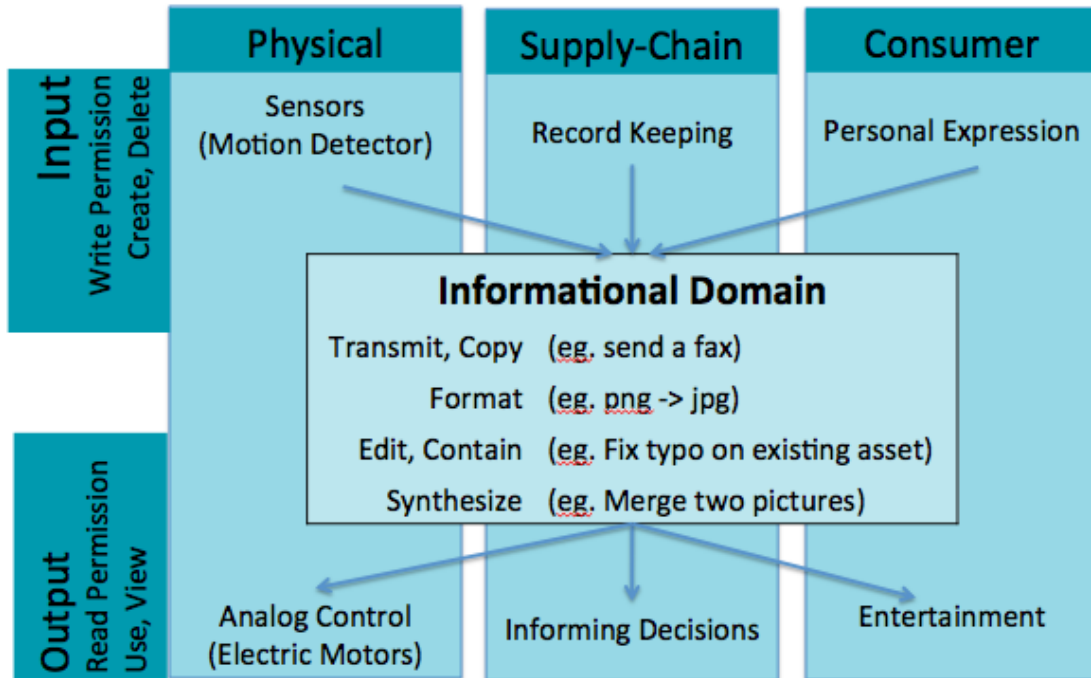 Physical
Supply-Chain
Consumer
Input
Write Permission
Create, Delete
Sensors
(Motion Detector)
Record Keeping
Personal Expression
Informational Domain
Transmit, Copy (eg. send a fax)
Format (eg. png -> jpg)
Edit, Contain (eg. Fix typo on existing asset)
Synthesize (eg. Merge two pictures)
Output
Read Permission
Use, View
Analog Control
(Electric Motors)
Informing Decisions
Entertainment